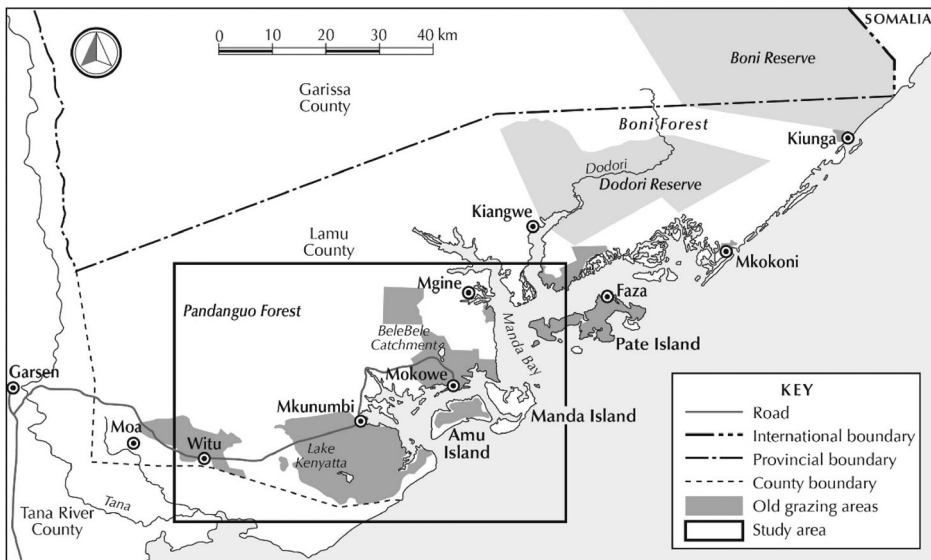 SOMALIA
0 10 20 30 40 km
Boni Reserve
Garissa
County
Boni Forest
Kiunga
Dodori
Dodori Reserve
Kiangwe
Lamu
County
Mkokoni
Mgine
Faza
Pandanguo Forest
BeleBele
Catchment
Manda Bay
Pate Island
Garsen
Mokowe
Mkunumbi
Manda Island
Moa
Witu
Lake
Kenyatta
Amu
Island
Tana
Tana River
County
KEY
Road
International boundary
Provincial boundary
County boundary
Old grazing areas
Study area